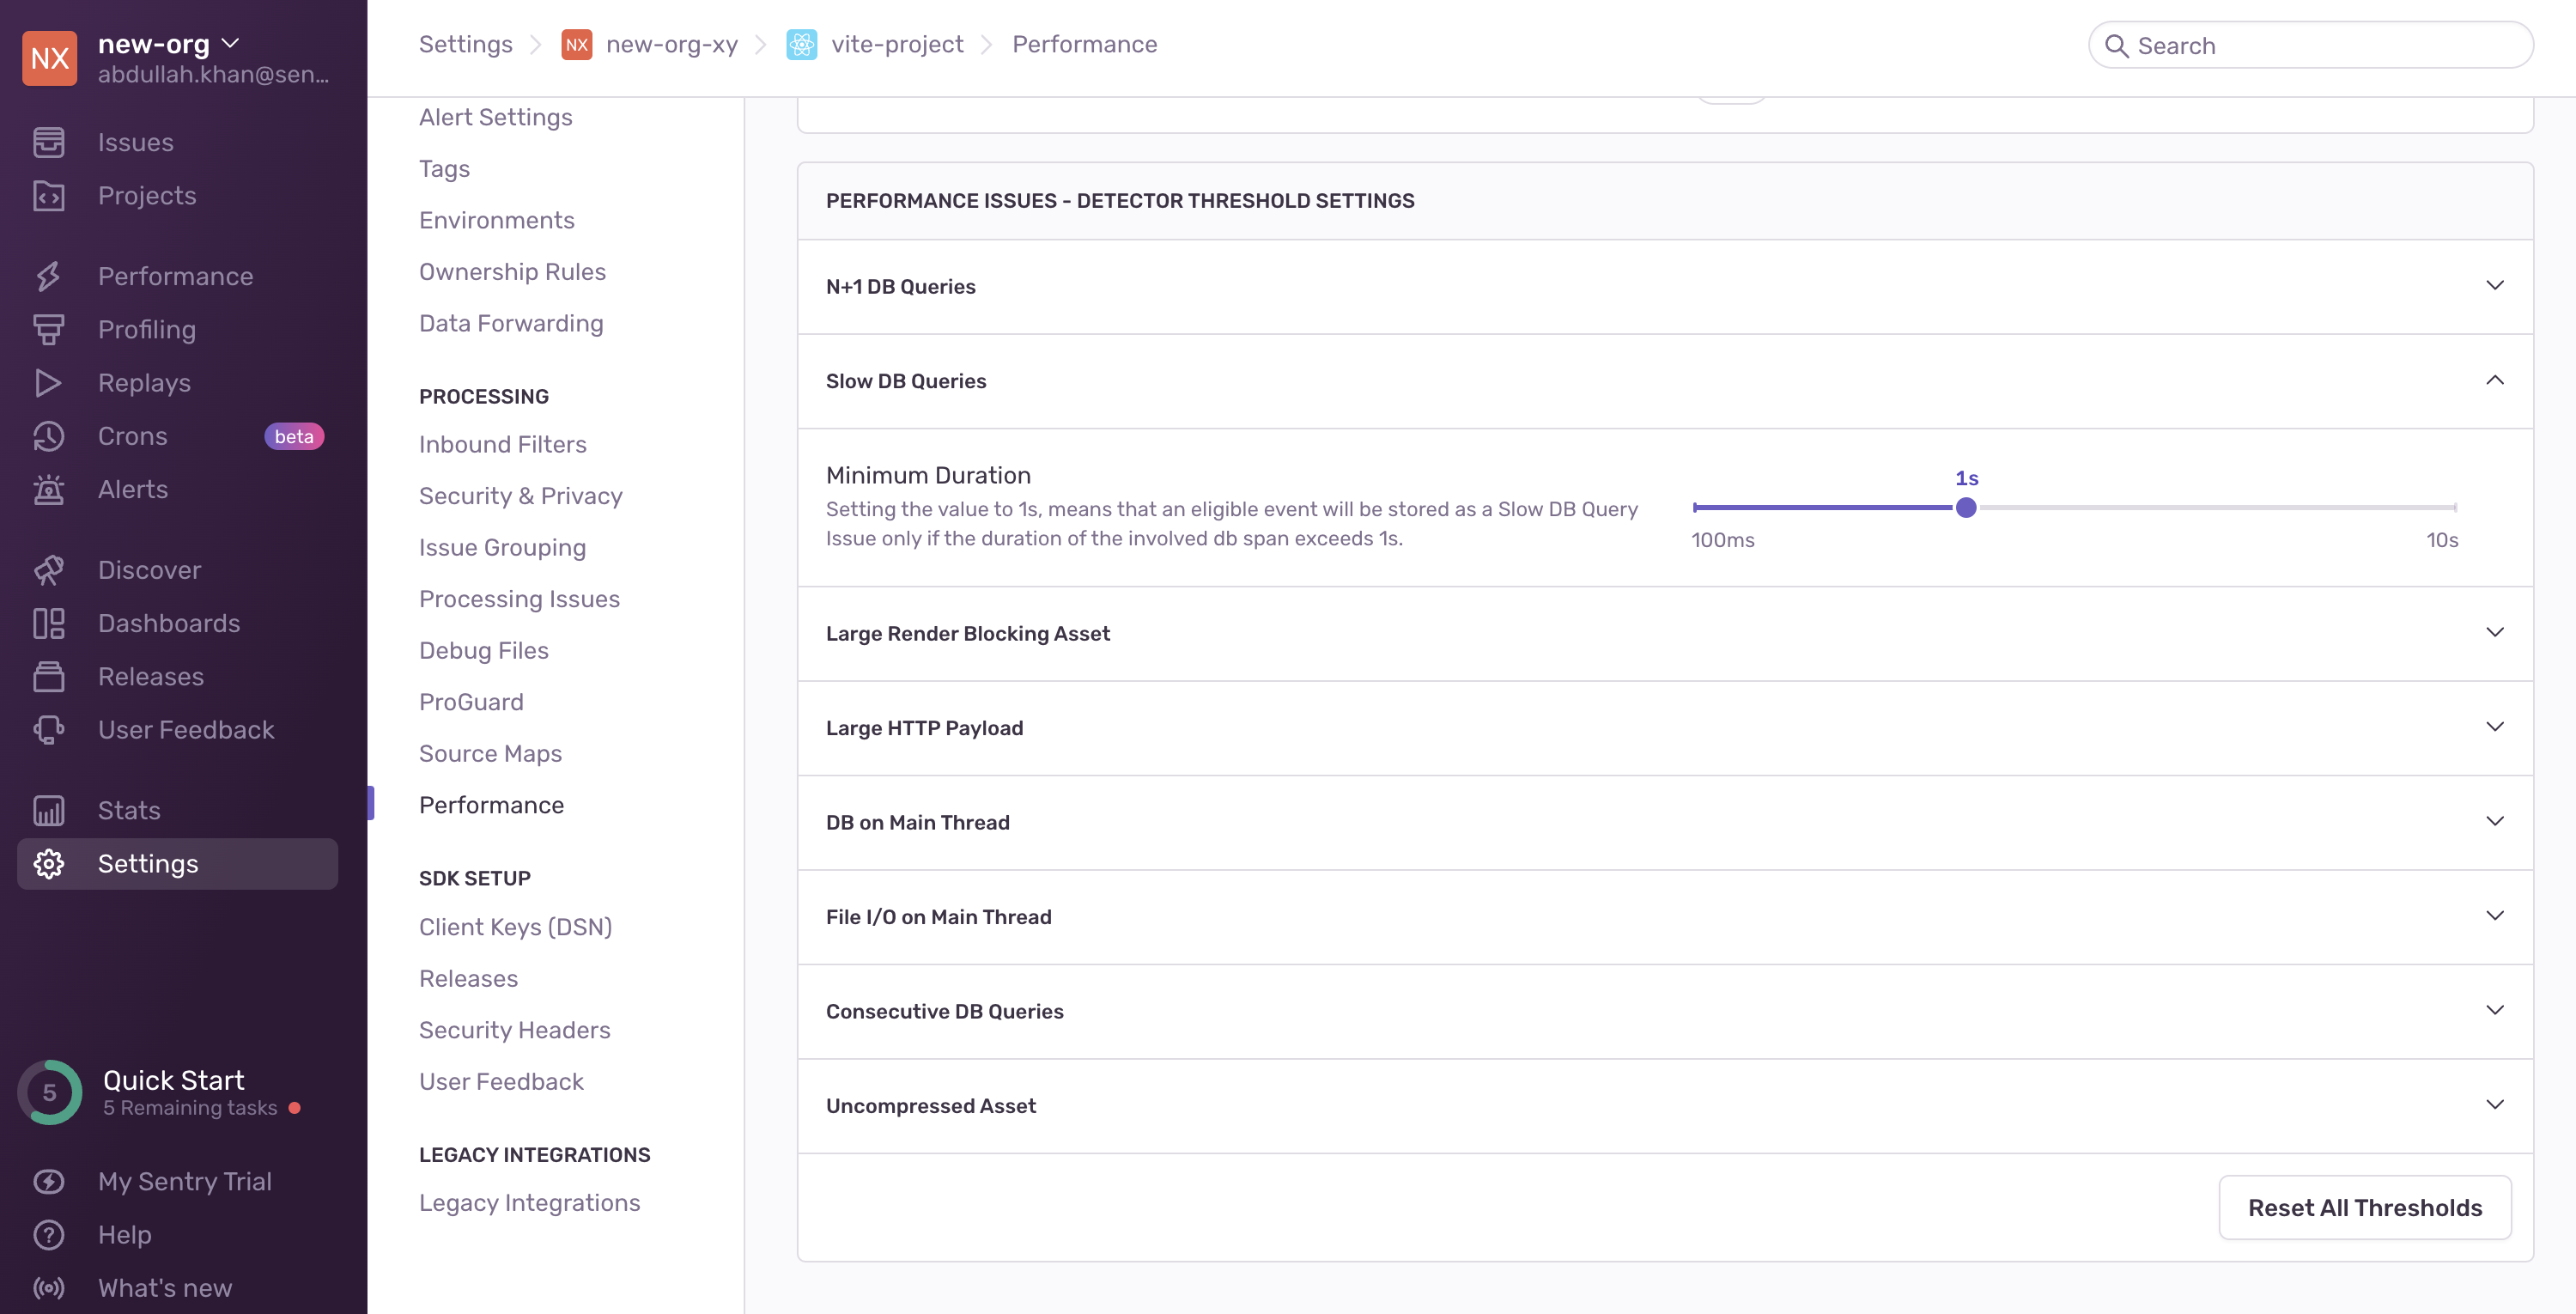 NX
new-org
abdullah.khan@sen...
Issues
Projects
Performance
Profiling
Replays
Crons beta
Alerts
Discover
Dashboards
Releases
User Feedback
Stats
Settings
5
Quick Start
5 Remaining tasks
My Sentry Trial
Help
What's new
Settings NX new-org-xy vite-project Performance
Search
Alert Settings
Tags
Environments
Ownership Rules
Data Forwarding
PROCESSING
Inbound Filters
Security & Privacy
Issue Grouping
Processing Issues
Debug Files
ProGuard
Source Maps
Performance
SDK SETUP
Client Keys (DSN)
Releases
Security Headers
User Feedback
LEGACY INTEGRATIONS
Legacy Integrations
PERFORMANCE ISSUES - DETECTOR THRESHOLD SETTINGS
N+1 DB Queries
Slow DB Queries
Minimum Duration
Setting the value to 1s, means that an eligible event will be stored as a Slow DB Query
Issue only if the duration of the involved db span exceeds 1s.
1s
100ms 10s
Large Render Blocking Asset
Large HTTP Payload
DB on Main Thread
File I/O on Main Thread
Consecutive DB Queries
Uncompressed Asset
Reset All Thresholds